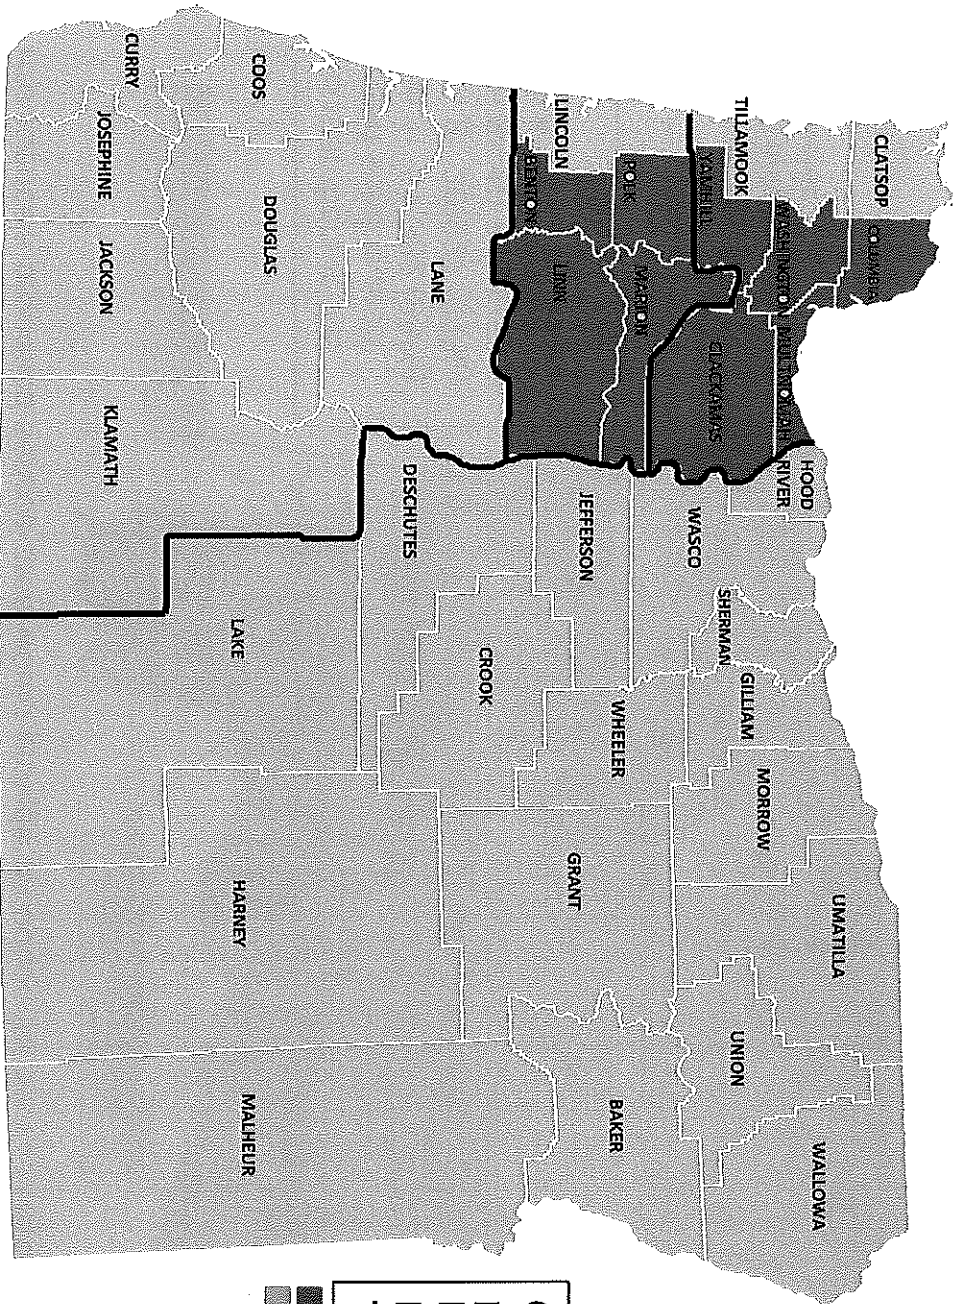 CLATSOP
COLUMBIA
TILLAMOOK
WASHINGTON
MULTNOMAH
HOOD
RIVER
YAMHILL
CLACKAMAS
WASCO
SHERMAN
GILLIAM
MORROW
UMATILLA
UNION
WALLOWA
LINCOLN
POLK
MARION
BENTON
LINN
JEFFERSON
WHEELER
GRANT
BAKER
LANE
DESCHUTES
CROOK
COOS
DOUGLAS
LAKE
HARNEY
MALHEUR
CURRY
JOSEPHINE
JACKSON
KLAMATH